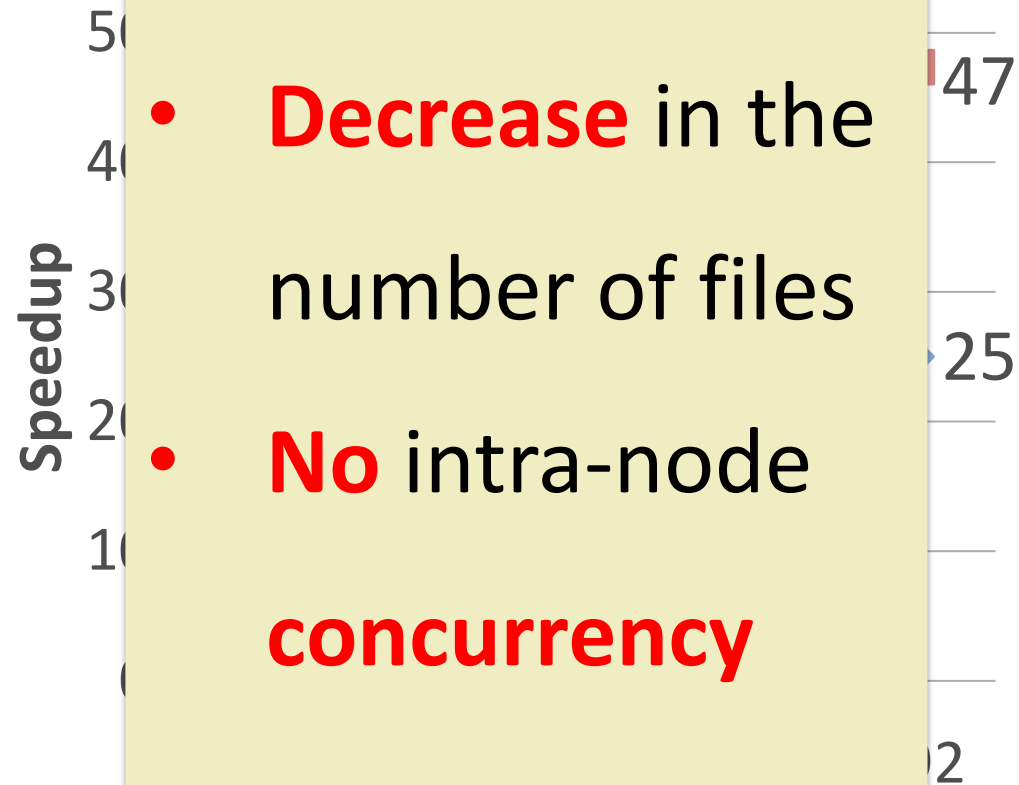 Speedup
• Decrease in the
number of files
• No intra-node
concurrency
47
25